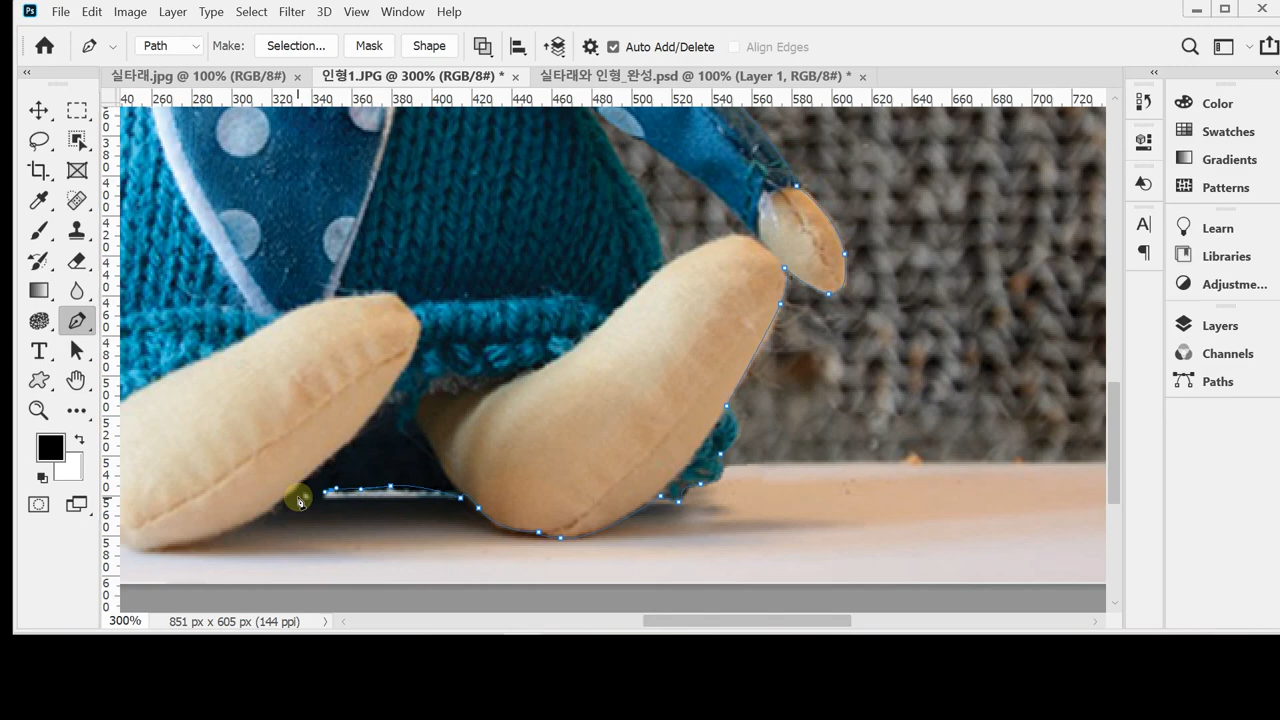 Ps File Edit Image Layer Type Select Filter 3D View Window Help
Path Make: Selection... Mask Shape Auto Add/Delete Align Edges
실타래.jpg @ 100% (RGB/8#) × 인형1.JPG @ 300% (RGB/8#) * × 실타래와 인형_완성.psd @ 100% (Layer 1, RGB/8#) * ×
40 260 280 300 320 340 360 380 400 420 440 460 480 500 520 540 560 580 600 620 640 660 680 700 720
Color
Swatches
Gradients
Patterns
Learn
Libraries
Adjustme...
Layers
Channels
Paths
300% 851 px x 605 px (144 ppi)